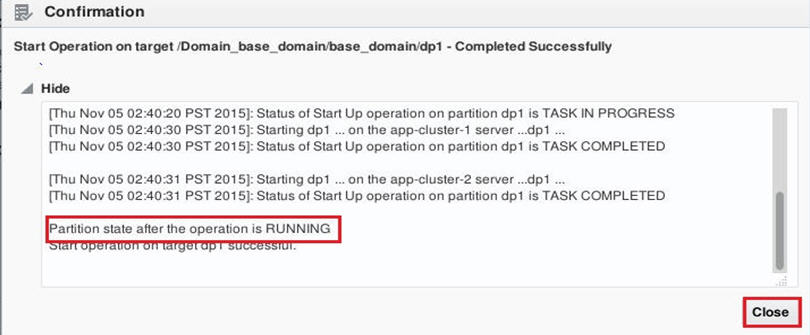 Confirmation
Start Operation on target /Domain_base_domain/base_domain/dp1 - Completed Successfully
Hide
[Thu Nov 05 02:40:20 PST 2015]: Status of Start Up operation on partition dp1 is TASK IN PROGRESS
[Thu Nov 05 02:40:30 PST 2015]: Starting dp1 ... on the app-cluster-1 server ...dp1 ...
[Thu Nov 05 02:40:30 PST 2015]: Status of Start Up operation on partition dp1 is TASK COMPLETED
[Thu Nov 05 02:40:31 PST 2015]: Starting dp1 ... on the app-cluster-2 server ...dp1 ...
[Thu Nov 05 02:40:31 PST 2015]: Status of Start Up operation on partition dp1 is TASK COMPLETED
Partition state after the operation is RUNNING
Start operation on target dp1 successful.
Close